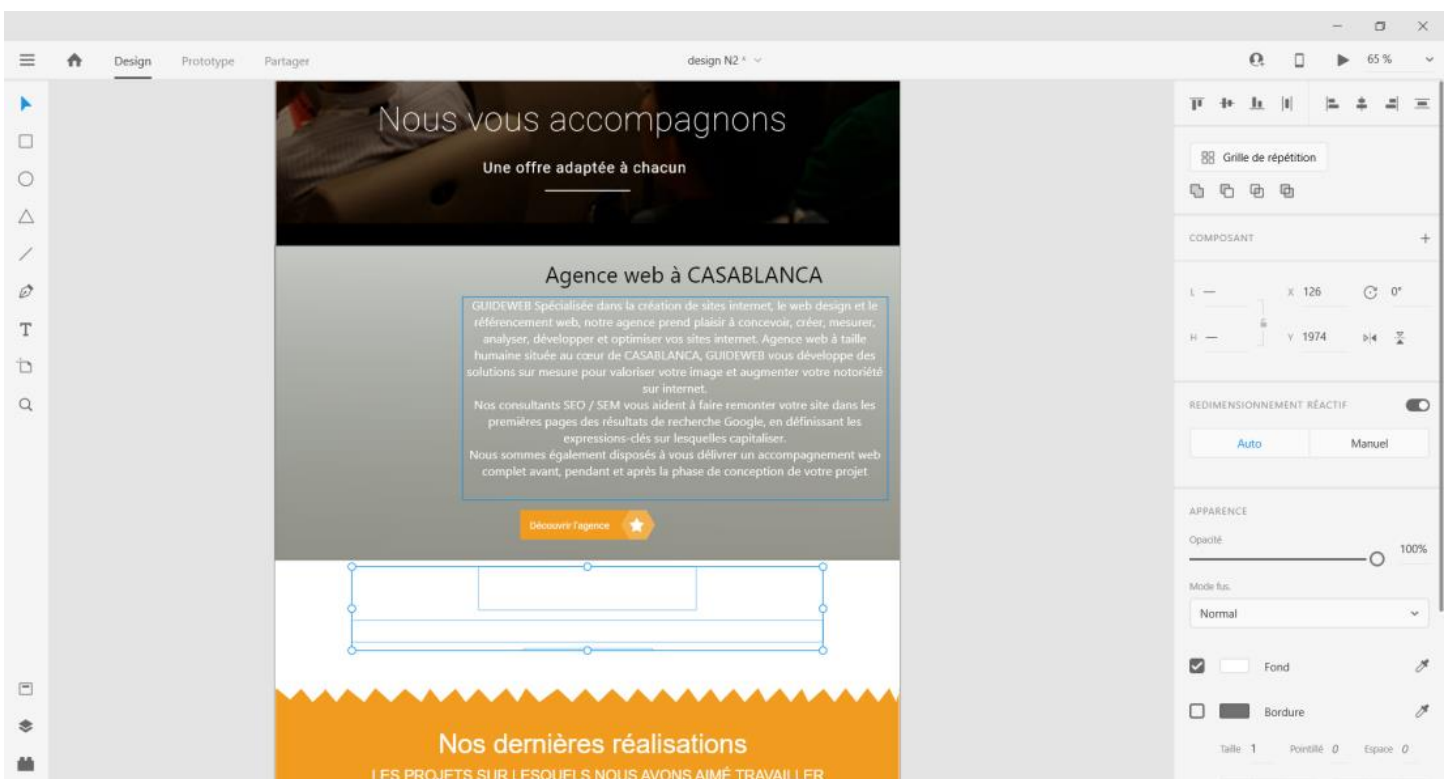 Design
Prototype
Partager
design N2 *
65 %
Nous vous accompagnons
Une offre adaptée à chacun
Agence web à CASABLANCA
GUIDEWEB Spécialisée dans la création de sites internet, le web design et le
référencement web, notre agence prend plaisir à concevoir, créer, mesurer,
analyser, développer et optimiser vos sites internet. Agence web à taille
humaine située au cœur de CASABLANCA, GUIDEWEB vous développe des
solutions sur mesure pour valoriser votre image et augmenter votre notoriété
sur internet.
Nos consultants SEO / SEM vous aident à faire remonter votre site dans les
premières pages des résultats de recherche Google, en définissant les
expressions-clés sur lesquelles capitaliser.
Nous sommes également disposés à vous délivrer un accompagnement web
complet avant, pendant et après la phase de conception de votre projet
Découvrir l'agence
Nos dernières réalisations
LES PROJETS SUR LESQUELS NOUS AVONS AIMÉ TRAVAILLER
Grille de répétition
COMPOSANT
L — X 126 0°
H — Y 1974
REDIMENSIONNEMENT RÉACTIF
Auto Manuel
APPARENCE
Opacité
100%
Mode fus.
Normal
Fond
Bordure
Taille 1 Pointillé 0 Espace 0